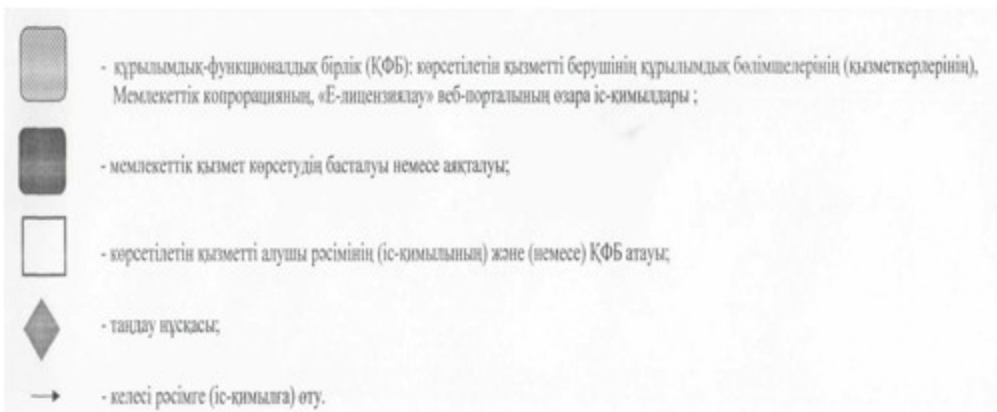 - құрылымдық-функционалдық бірлік (ҚФБ): көрсетілетін қызметті берушінің құрылымдық бөлімшелерінің (қызметкерлерінің),
Мемлекеттік копрорацияның, «Е-лицензиялау» веб-порталының өзара іс-қимылдары ;
- мемлекеттік қызмет көрсетудің басталуы немесе аяқталуы;
- көрсетілетін қызметті алушы рәсімінің (іс-қимылының) және (немесе) ҚФБ атауы;
- таңдау нұсқасы;
- келесі рәсімге (іс-қимылға) өту.